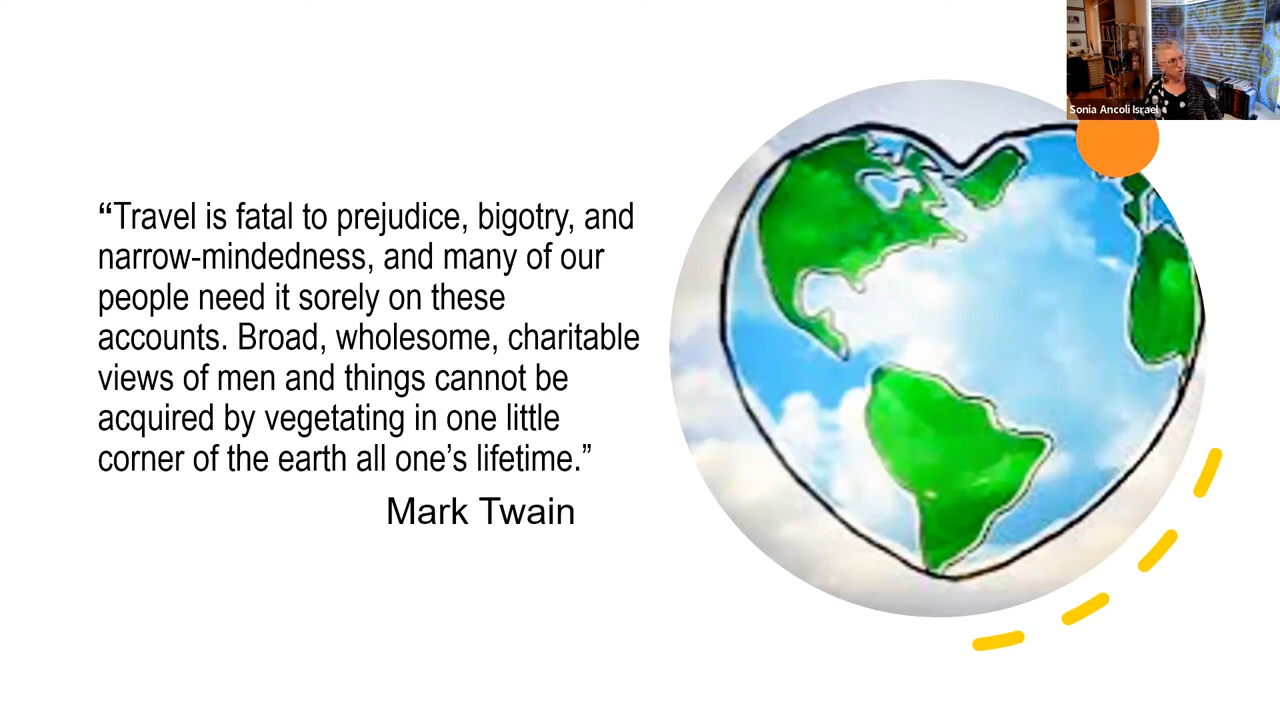 “Travel is fatal to prejudice, bigotry, and
narrow-mindedness, and many of our
people need it sorely on these
accounts. Broad, wholesome, charitable
views of men and things cannot be
acquired by vegetating in one little
corner of the earth all one’s lifetime.”
Mark Twain
Sonia Ancoli Israel